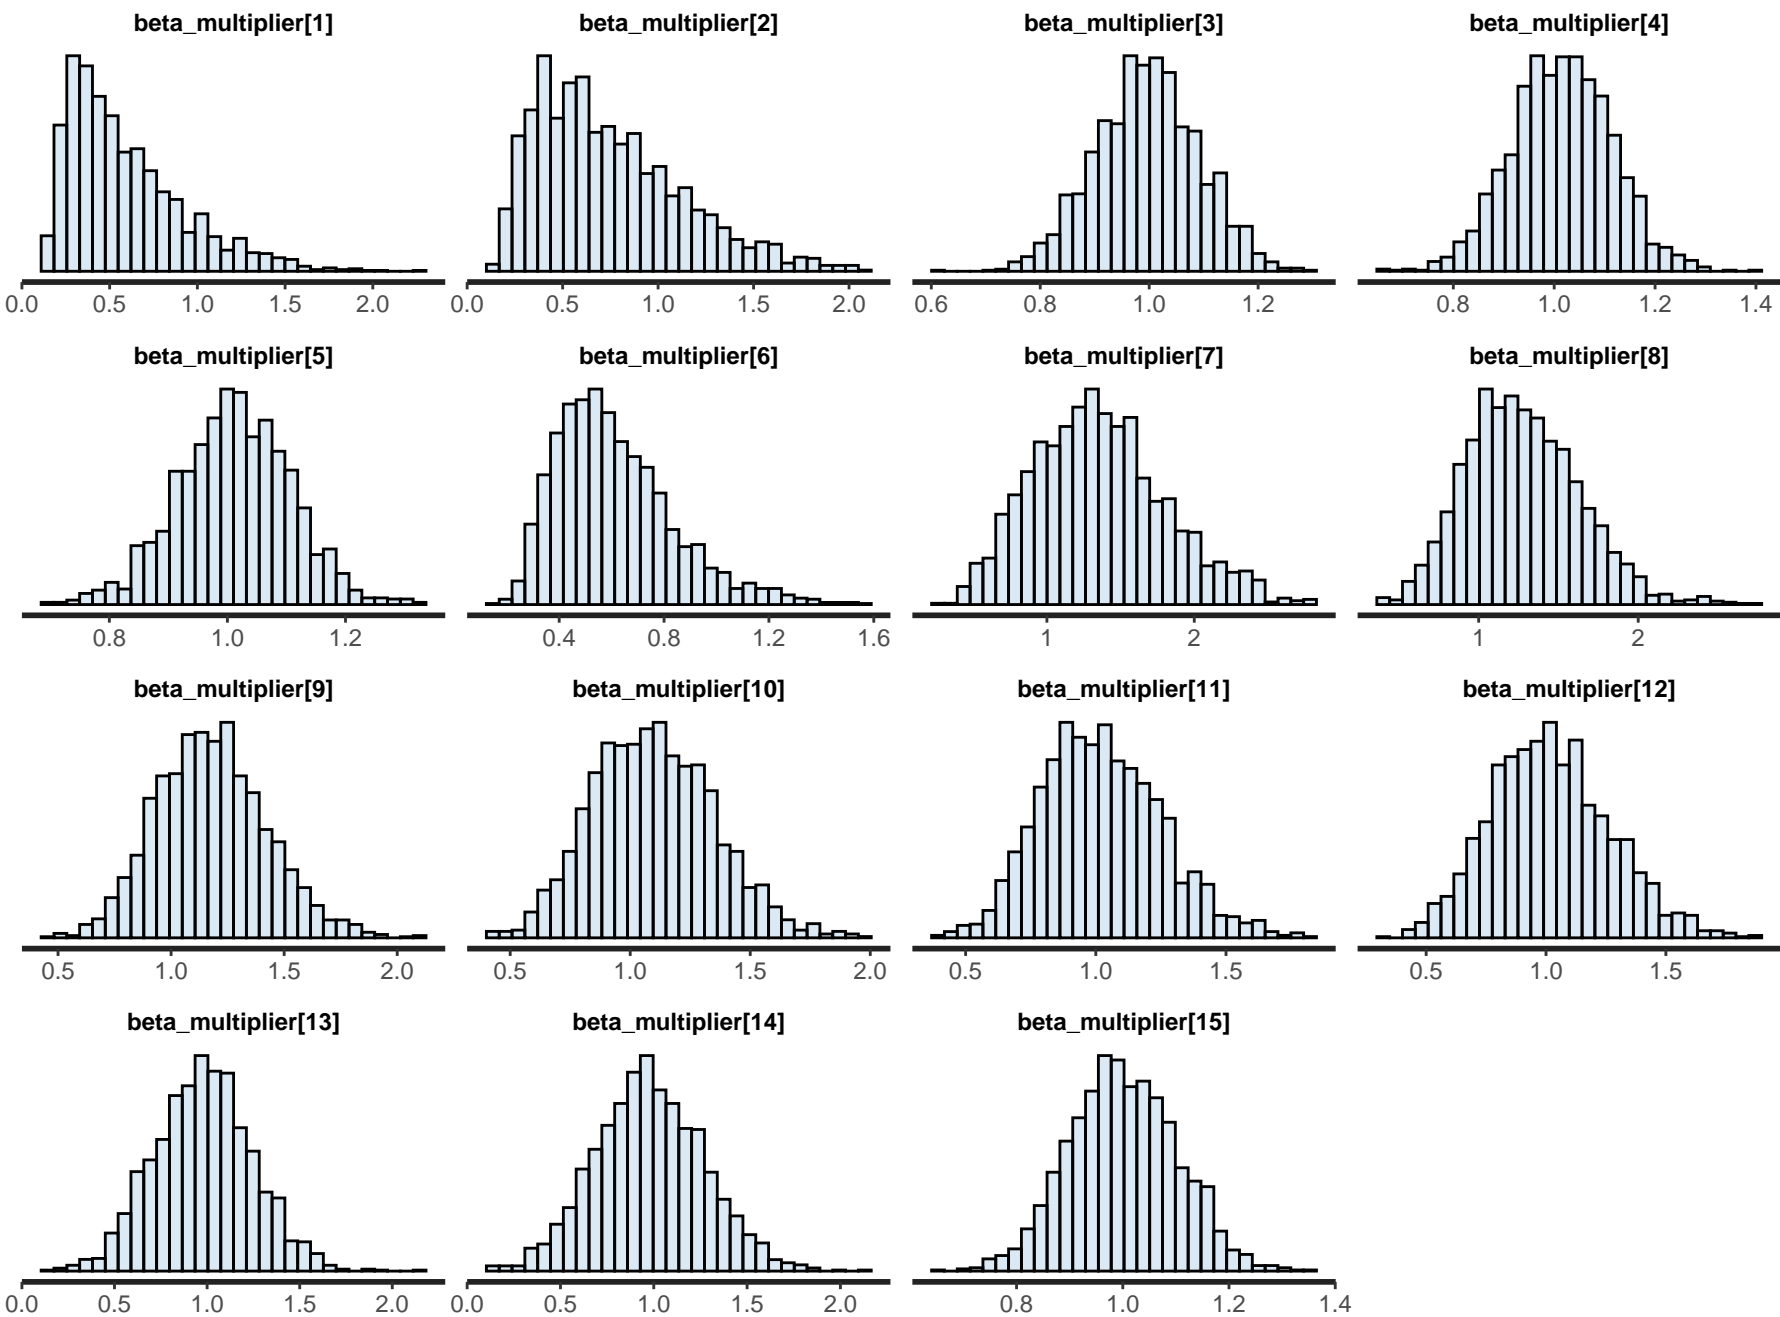 beta_multiplier[1] beta_multiplier[2] beta_multiplier[3] beta_multiplier[4]
0.0 0.5 1.0 1.5 2.0 0.0 0.5 1.0 1.5 2.0 0.6 0.8 1.0 1.2 0.8 1.0 1.2 1.4
beta_multiplier[5] beta_multiplier[6] beta_multiplier[7] beta_multiplier[8]
0.8 1.0 1.2 0.4 0.8 1.2 1.6 1 2 1 2
beta_multiplier[9] beta_multiplier[10] beta_multiplier[11] beta_multiplier[12]
0.5 1.0 1.5 2.0 0.5 1.0 1.5 2.0 0.5 1.0 1.5 0.5 1.0 1.5
beta_multiplier[13] beta_multiplier[14] beta_multiplier[15]
0.0 0.5 1.0 1.5 2.0 0.0 0.5 1.0 1.5 2.0 0.8 1.0 1.2 1.4